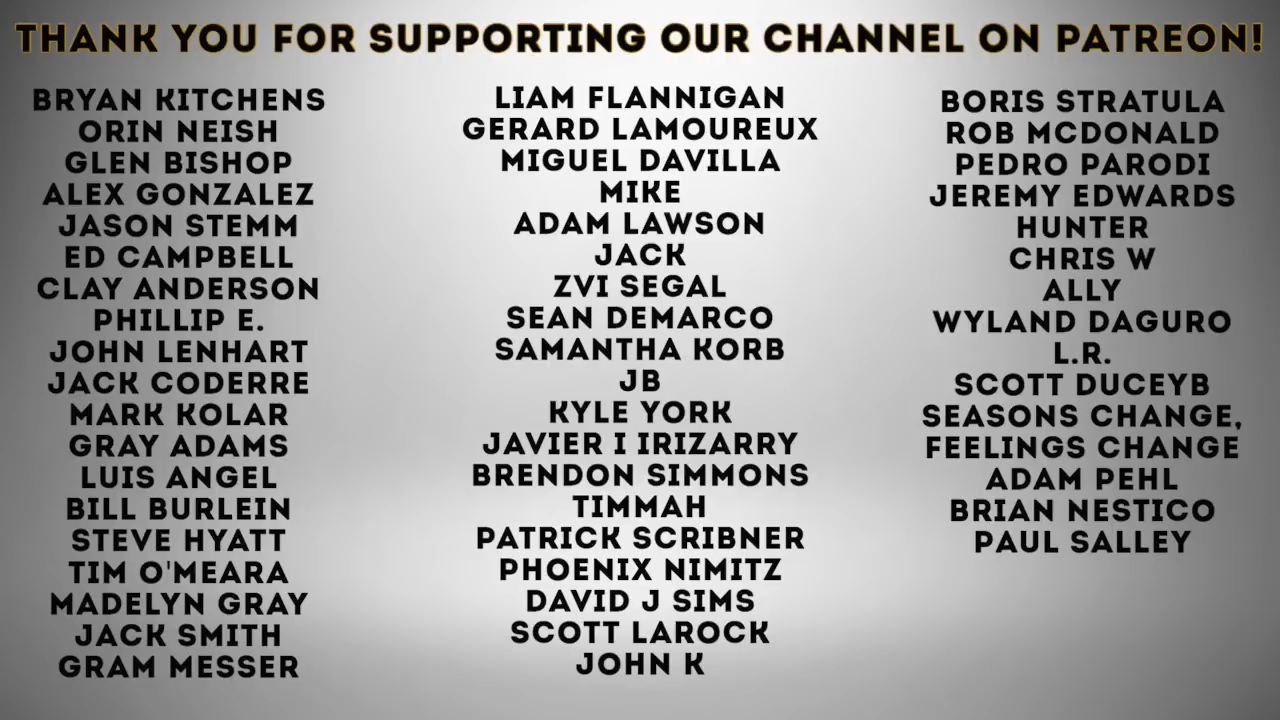 THANK YOU FOR SUPPORTING OUR CHANNEL ON PATREON!
BRYAN KITCHENS
ORIN NEISH
GLEN BISHOP
ALEX GONZALEZ
JASON STEMM
ED CAMPBELL
CLAY ANDERSON
PHILLIP E.
JOHN LENHART
JACK CODERRE
MARK KOLAR
GRAY ADAMS
LUIS ANGEL
BILL BURLEIN
STEVE HYATT
TIM O'MEARA
MADELYN GRAY
JACK SMITH
GRAM MESSER
LIAM FLANNIGAN
GERARD LAMOUREUX
MIGUEL DAVILLA
MIKE
ADAM LAWSON
JACK
ZVI SEGAL
SEAN DEMARCO
SAMANTHA KORB
JB
KYLE YORK
JAVIER I IRIZARRY
BRENDON SIMMONS
TIMMAH
PATRICK SCRIBNER
PHOENIX NIMITZ
DAVID J SIMS
SCOTT LAROCK
JOHN K
BORIS STRATULA
ROB MCDONALD
PEDRO PARODI
JEREMY EDWARDS
HUNTER
CHRIS W
ALLY
WYLAND DAGURO
L.R.
SCOTT DUCEYB
SEASONS CHANGE,
FEELINGS CHANGE
ADAM PEHL
BRIAN NESTICO
PAUL SALLEY